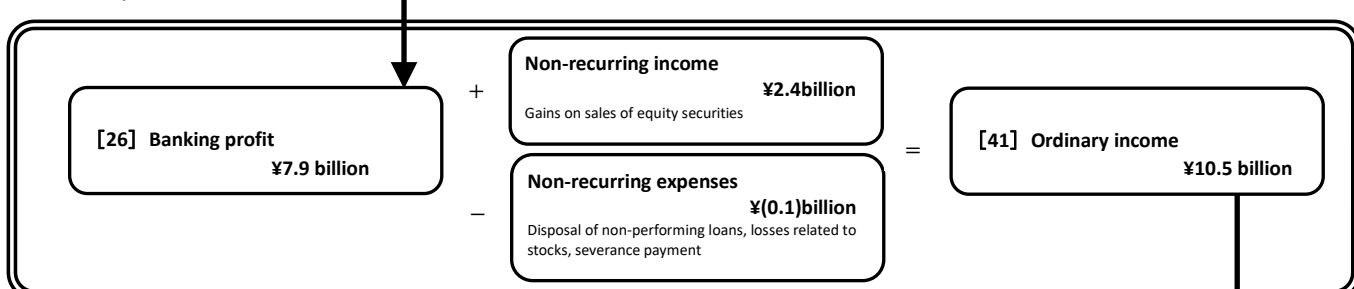 [26] Banking profit
¥7.9 billion
+
Non-recurring income
¥2.4billion
Gains on sales of equity securities
−
Non-recurring expenses
¥(0.1)billion
Disposal of non-performing loans, losses related to
stocks, severance payment
=
[41] Ordinary income
¥10.5 billion